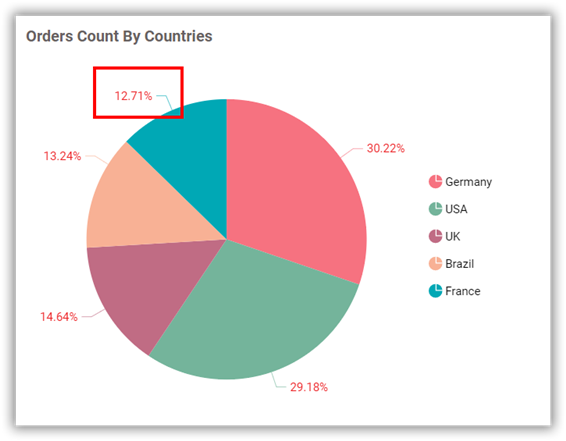 Orders Count By Countries
12.71%
30.22%
13.24%
Germany
USA
UK
Brazil
France
14.64%
29.18%